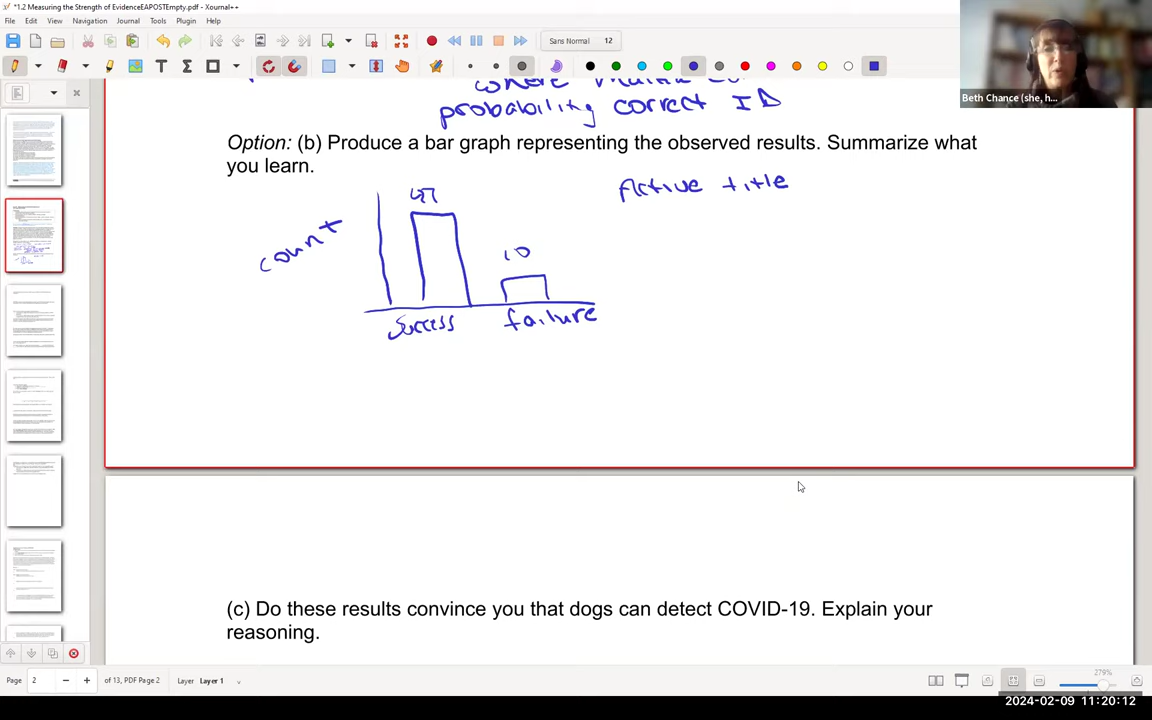 *1.2 Measuring the Strength of EvidenceEAPOSTEmpty.pdf - Xournal++
File Edit View Navigation Journal Tools Plugin Help
Sans Normal 12
Beth Chance (she, h...
where
probability correct ID
Option: (b) Produce a bar graph representing the observed results. Summarize what
you learn.
Active title
47
count
10
Success failure
(c) Do these results convince you that dogs can detect COVID-19. Explain your
reasoning.
Page 2 of 13, PDF Page 2 Layer Layer 1
279%
2024-02-09 11:20:12